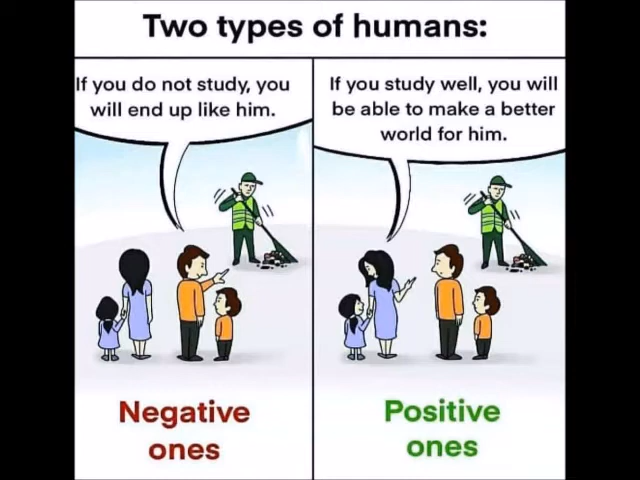 Two types of humans:
If you do not study, you
will end up like him.
If you study well, you will
be able to make a better
world for him.
Negative
ones
Positive
ones